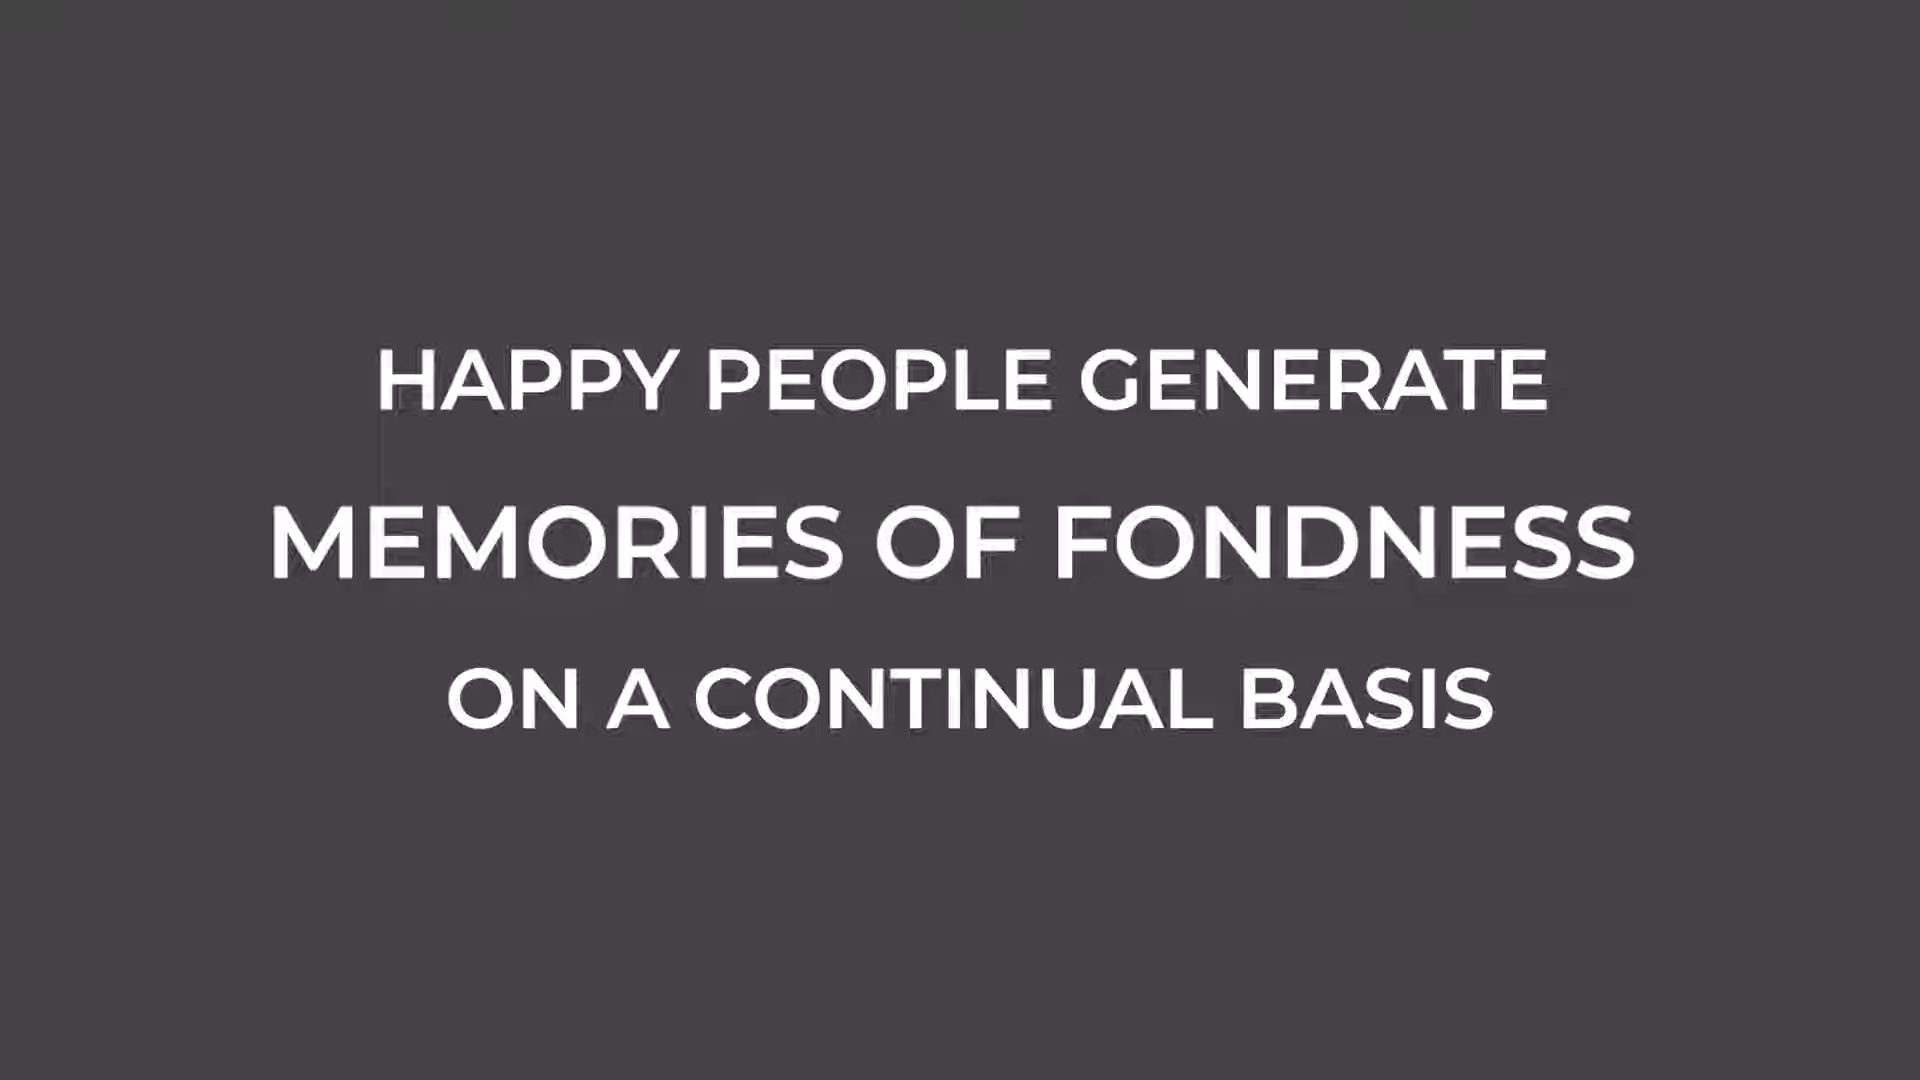 HAPPY PEOPLE GENERATE
MEMORIES OF FONDNESS
ON A CONTINUAL BASIS